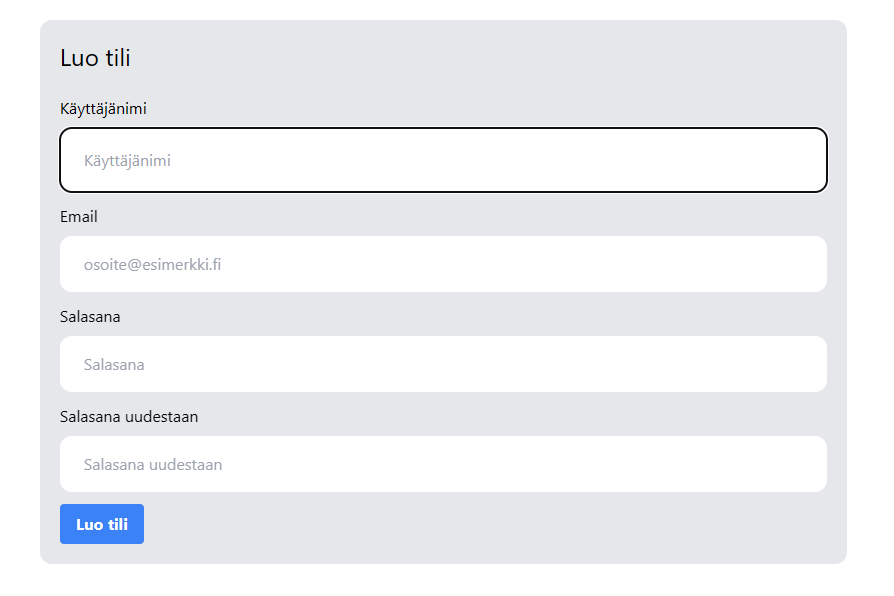 Luo tili
Käyttäjänimi
Käyttäjänimi
Email
osoite@esimerkki.fi
Salasana
Salasana
Salasana uudestaan
Salasana uudestaan
Luo tili